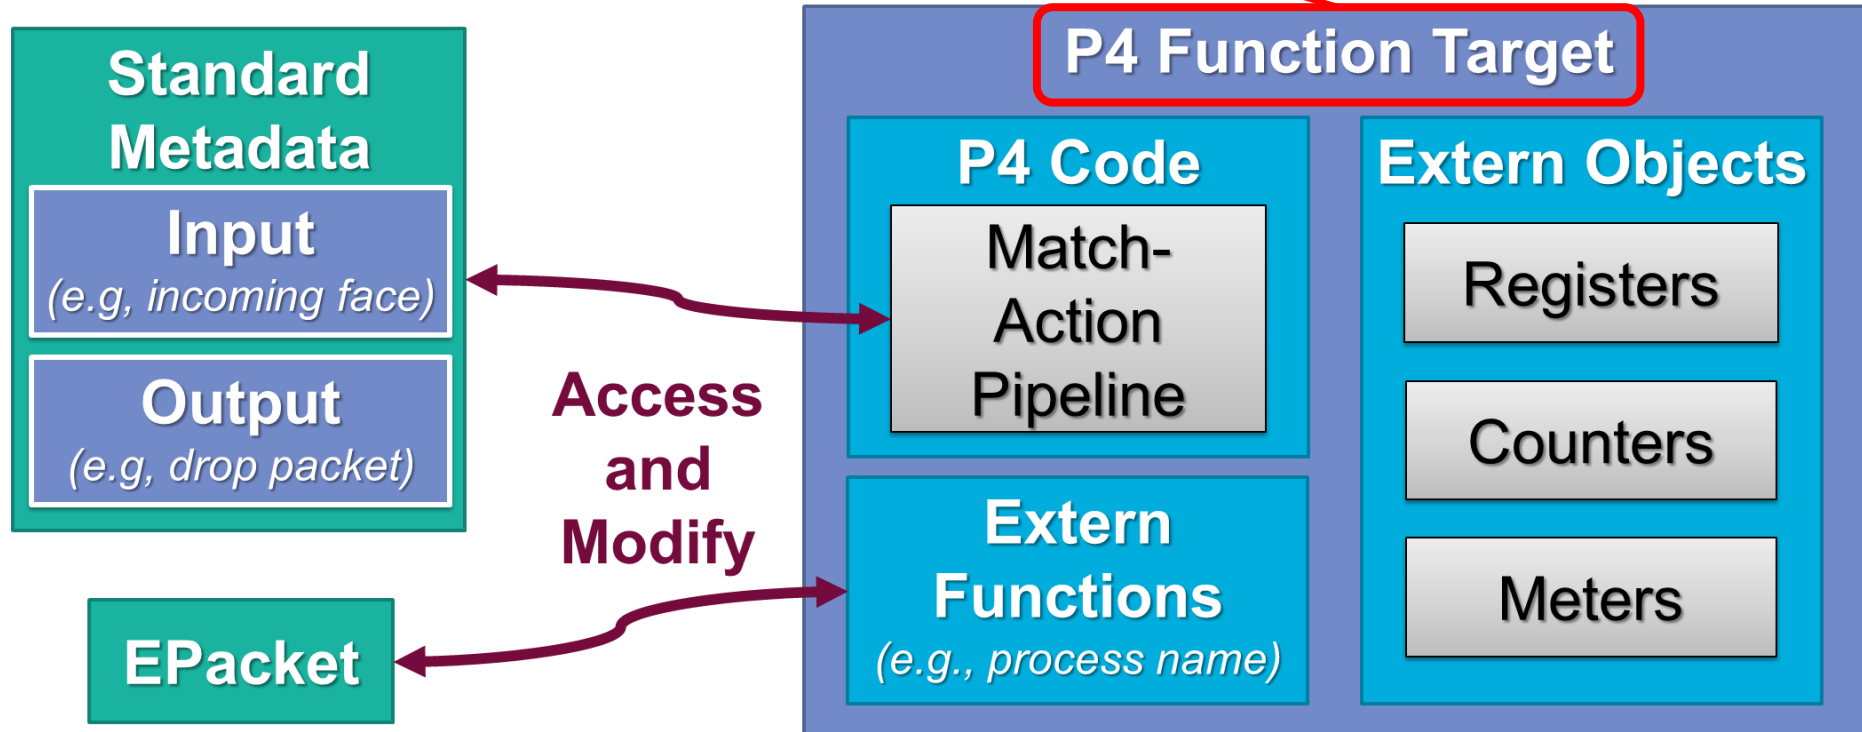 Standard
Metadata
Input
(e.g, incoming face)
Output
(e.g, drop packet)
EPacket
Access
and
Modify
P4 Function Target
P4 Code
Match-
Action
Pipeline
Extern
Functions
(e.g., process name)
Extern Objects
Registers
Counters
Meters